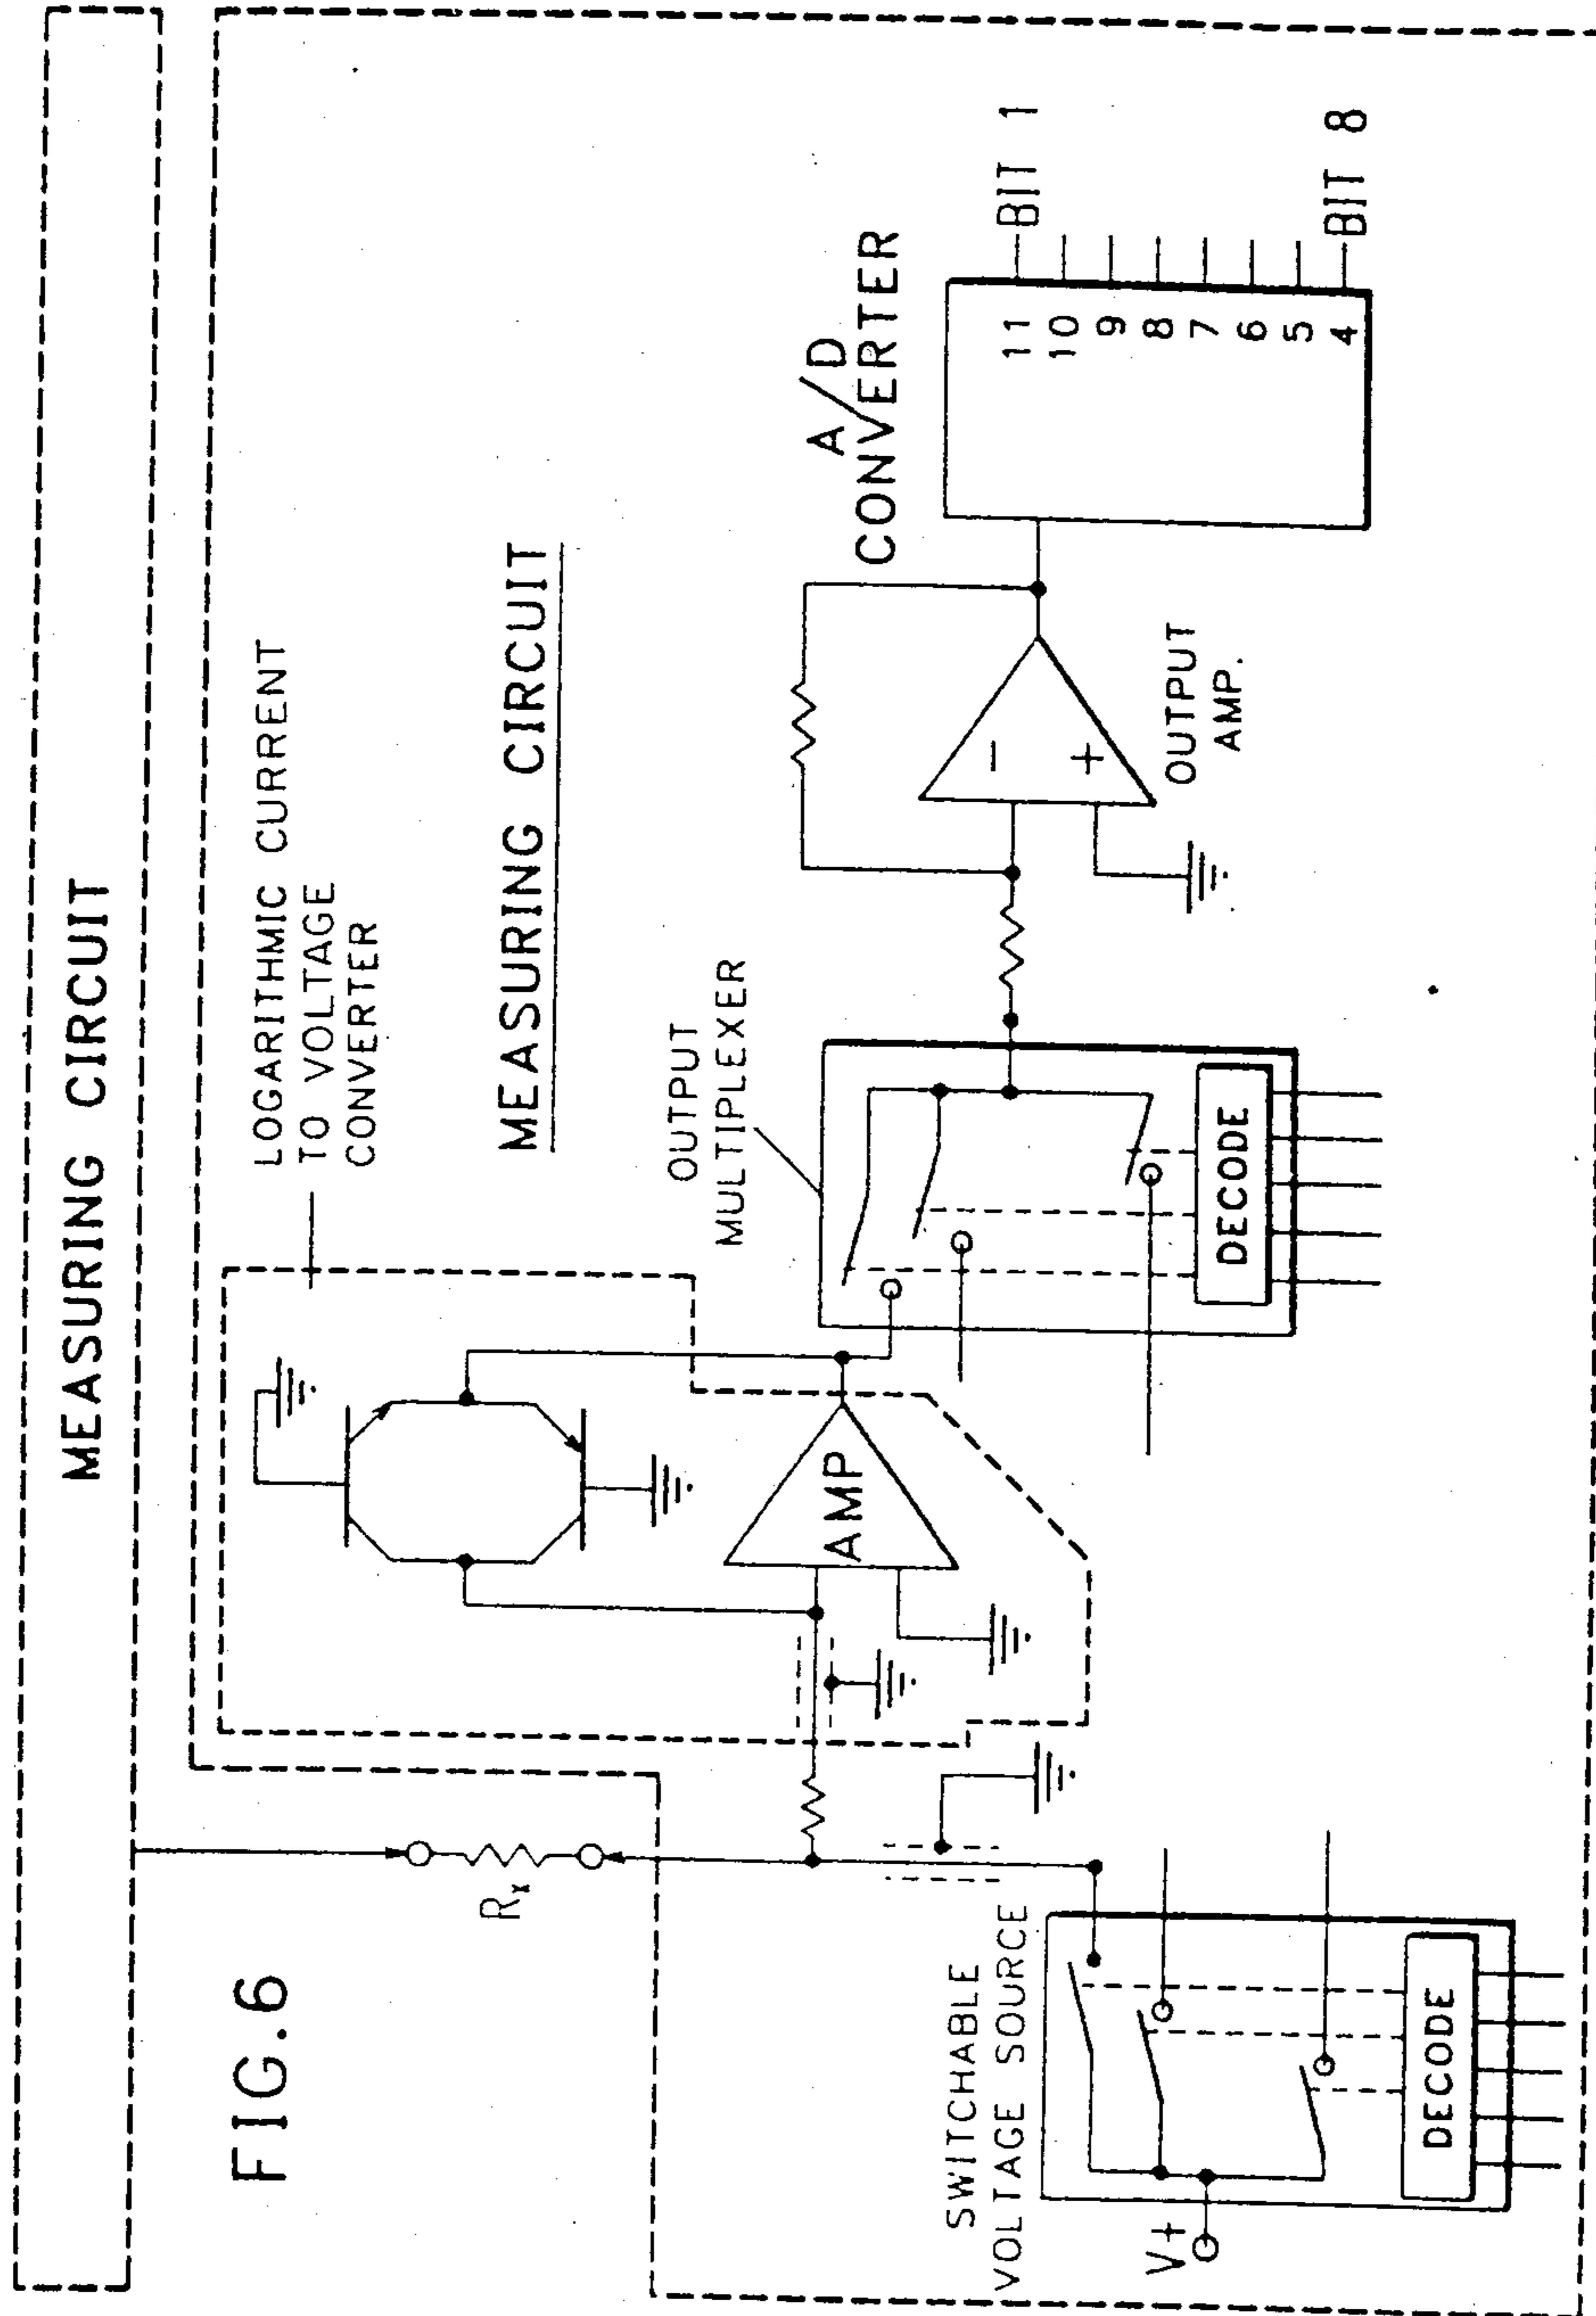 MEASURING CIRCUIT
FIG.6
Rx
LOGARITHMIC CURRENT
TO VOLTAGE
CONVERTER
MEASURING CIRCUIT
AMP
OUTPUT
MULTIPLEXER
DECODE
A/D
CONVERTER
−
+
OUTPUT
AMP.
11
10
9
8
7
6
5
4
BIT 1
BIT 8
SWITCHABLE
VOLTAGE SOURCE
V+
DECODE